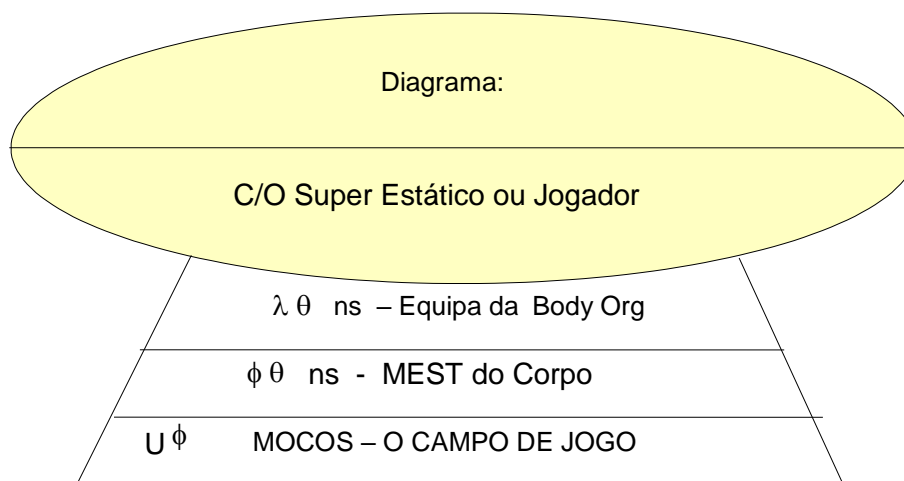 Diagrama:
C/O Super Estático ou Jogador
λ θ ns – Equipa da Body Org
ϕ θ ns - MEST do Corpo
U ϕ MOCOS – O CAMPO DE JOGO